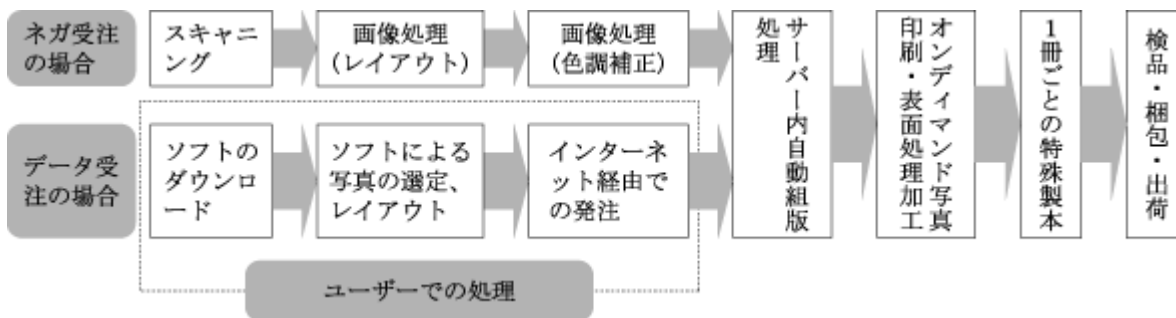 ネガ受注
の場合
スキャニ
ング
画像処理
(レイアウト)
画像処理
(色調補正)
データ受
注の場合
ソフトの
ダウンロ
ード
ソフトによる
写真の選定、
レイアウト
インターネ
ット経由で
の発注
ユーザーでの処理
サーバー内自動組版
処理
オンディマンド写真
印刷・表面処理加工
1冊ごとの特殊製本
検品・梱包・出荷